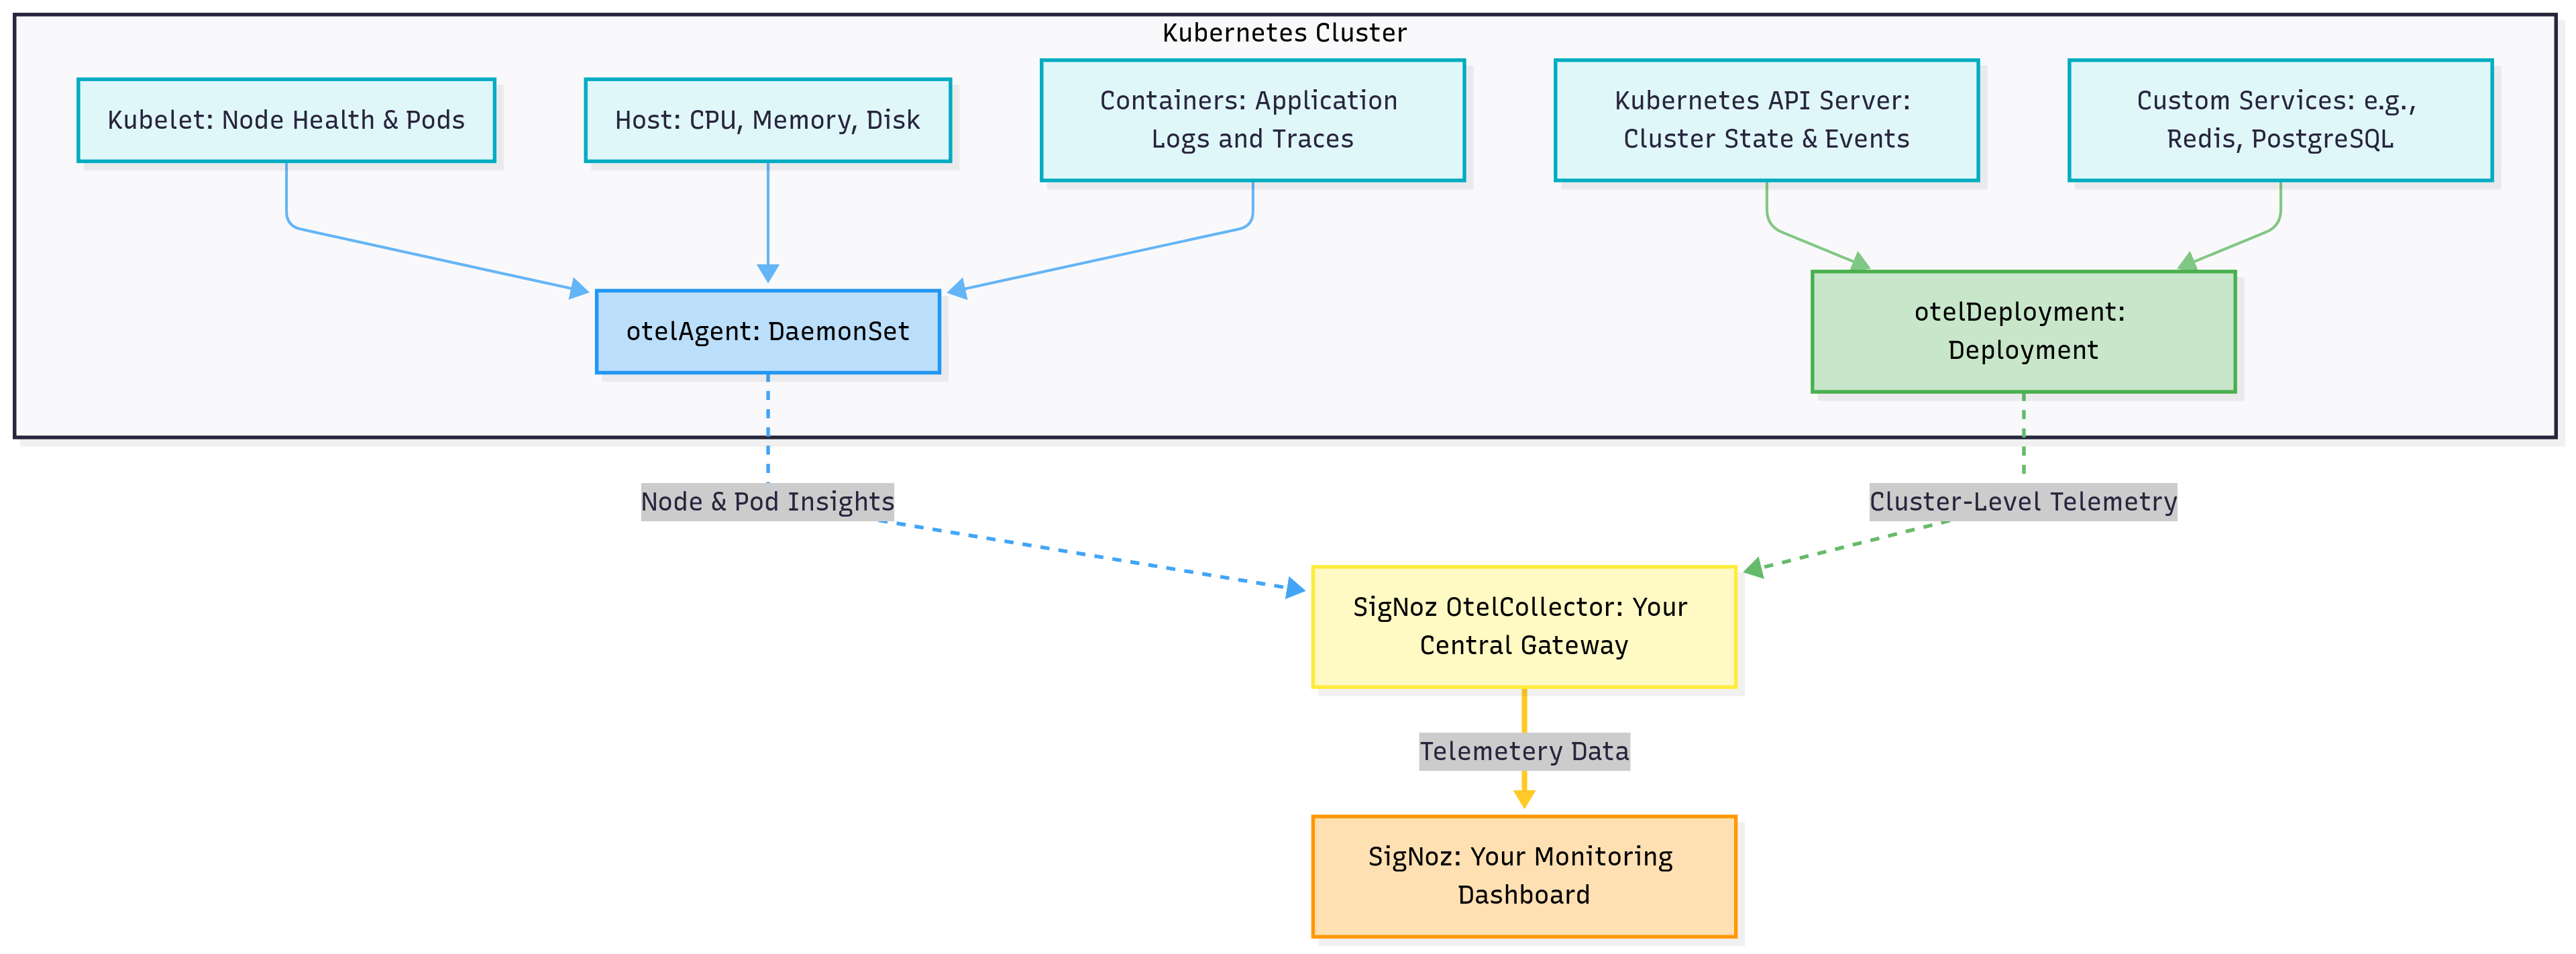 Kubernetes Cluster
Kubelet: Node Health & Pods
Host: CPU, Memory, Disk
Containers: Application
Logs and Traces
Kubernetes API Server:
Cluster State & Events
Custom Services: e.g.,
Redis, PostgreSQL
otelAgent: DaemonSet
otelDeployment:
Deployment
Node & Pod Insights
Cluster-Level Telemetry
SigNoz OtelCollector: Your
Central Gateway
Telemetery Data
SigNoz: Your Monitoring
Dashboard